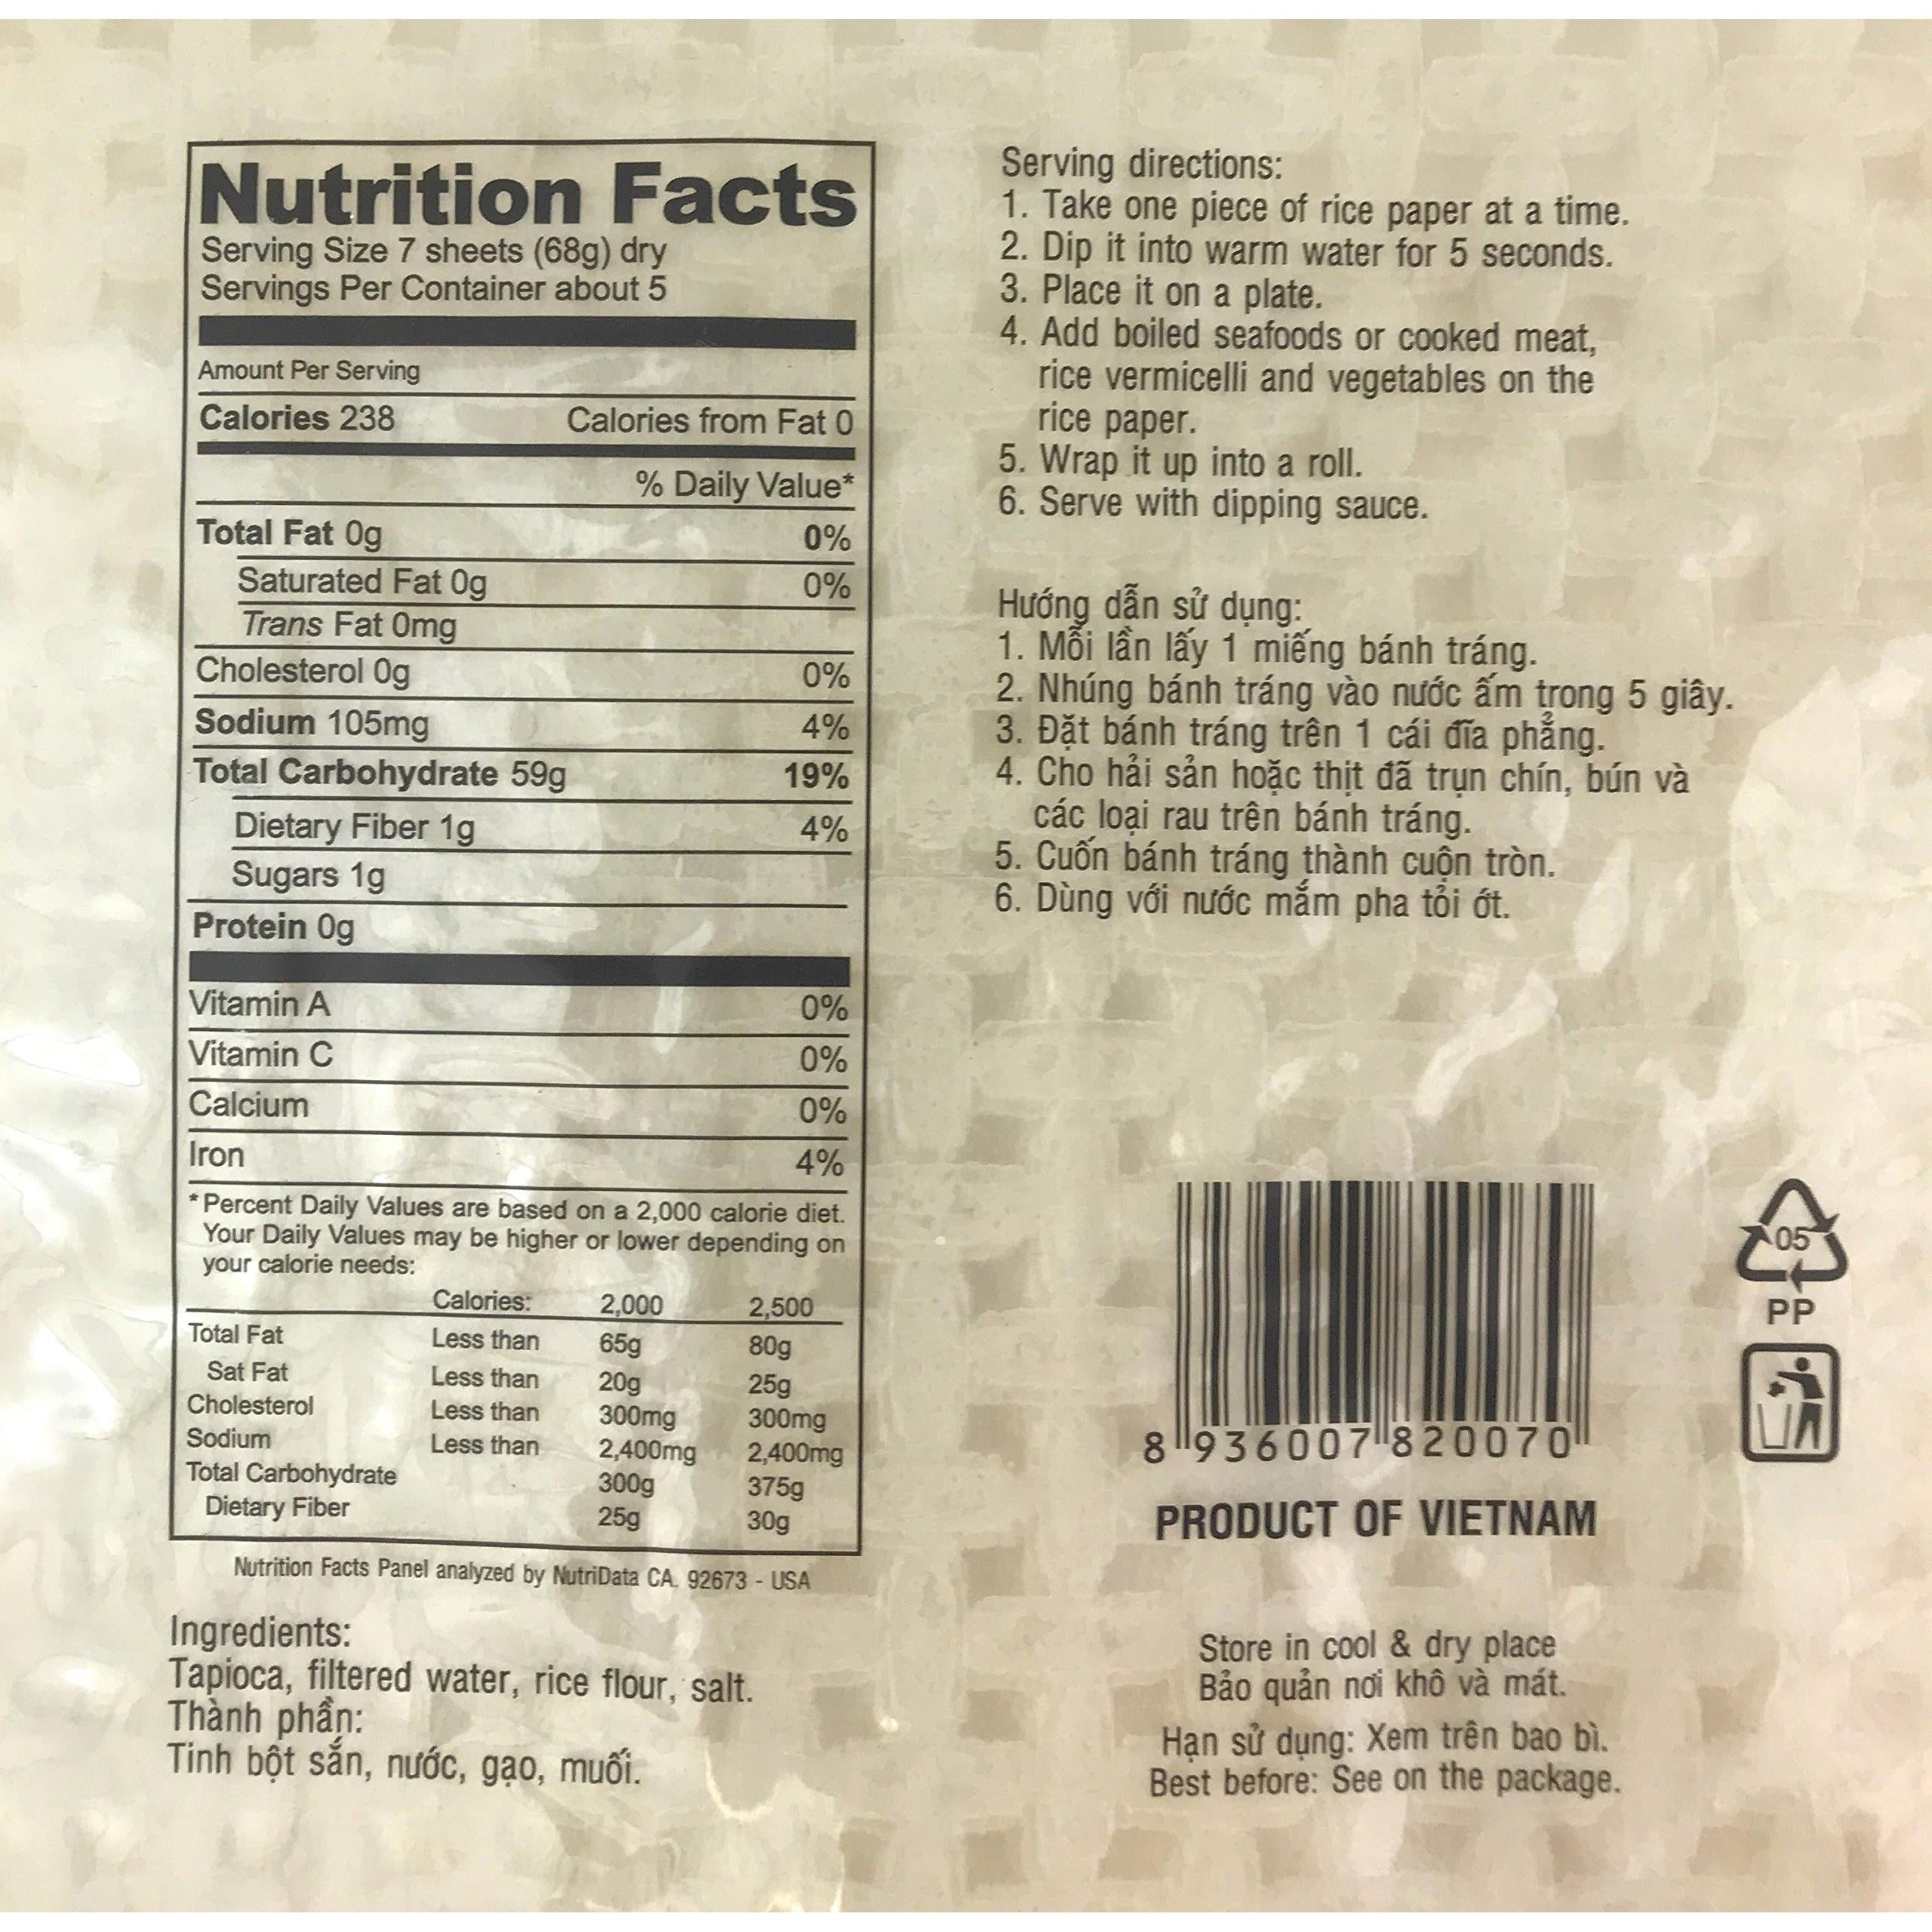 Nutrition Facts
Serving Size 7 sheets (68g) dry
Servings Per Container about 5
Amount Per Serving
Calories 238 Calories from Fat 0
% Daily Value*
Total Fat 0g 0%
Saturated Fat 0g 0%
Trans Fat 0mg
Cholesterol 0g 0%
Sodium 105mg 4%
Total Carbohydrate 59g 19%
Dietary Fiber 1g 4%
Sugars 1g
Protein 0g
Vitamin A 0%
Vitamin C 0%
Calcium 0%
Iron 4%
* Percent Daily Values are based on a 2,000 calorie diet.
Your Daily Values may be higher or lower depending on
your calorie needs:
Calories: 2,000 2,500
Total Fat Less than 65g 80g
Sat Fat Less than 20g 25g
Cholesterol Less than 300mg 300mg
Sodium Less than 2,400mg 2,400mg
Total Carbohydrate 300g 375g
Dietary Fiber 25g 30g
Nutrition Facts Panel analyzed by NutriData CA. 92673 - USA
Ingredients:
Tapioca, filtered water, rice flour, salt.
Thành phần:
Tinh bột sắn, nước, gạo, muối.
Serving directions:
1. Take one piece of rice paper at a time.
2. Dip it into warm water for 5 seconds.
3. Place it on a plate.
4. Add boiled seafoods or cooked meat,
rice vermicelli and vegetables on the
rice paper.
5. Wrap it up into a roll.
6. Serve with dipping sauce.
Hướng dẫn sử dụng:
1. Mỗi lần lấy 1 miếng bánh tráng.
2. Nhúng bánh tráng vào nước ấm trong 5 giây.
3. Đặt bánh tráng trên 1 cái đĩa phẳng.
4. Cho hải sản hoặc thịt đã trụn chín, bún và
các loại rau trên bánh tráng.
5. Cuốn bánh tráng thành cuộn tròn.
6. Dùng với nước mắm pha tỏi ớt.
8 936007 820070
05
PP
PRODUCT OF VIETNAM
Store in cool & dry place
Bảo quản nơi khô và mát.
Hạn sử dụng: Xem trên bao bì.
Best before: See on the package.